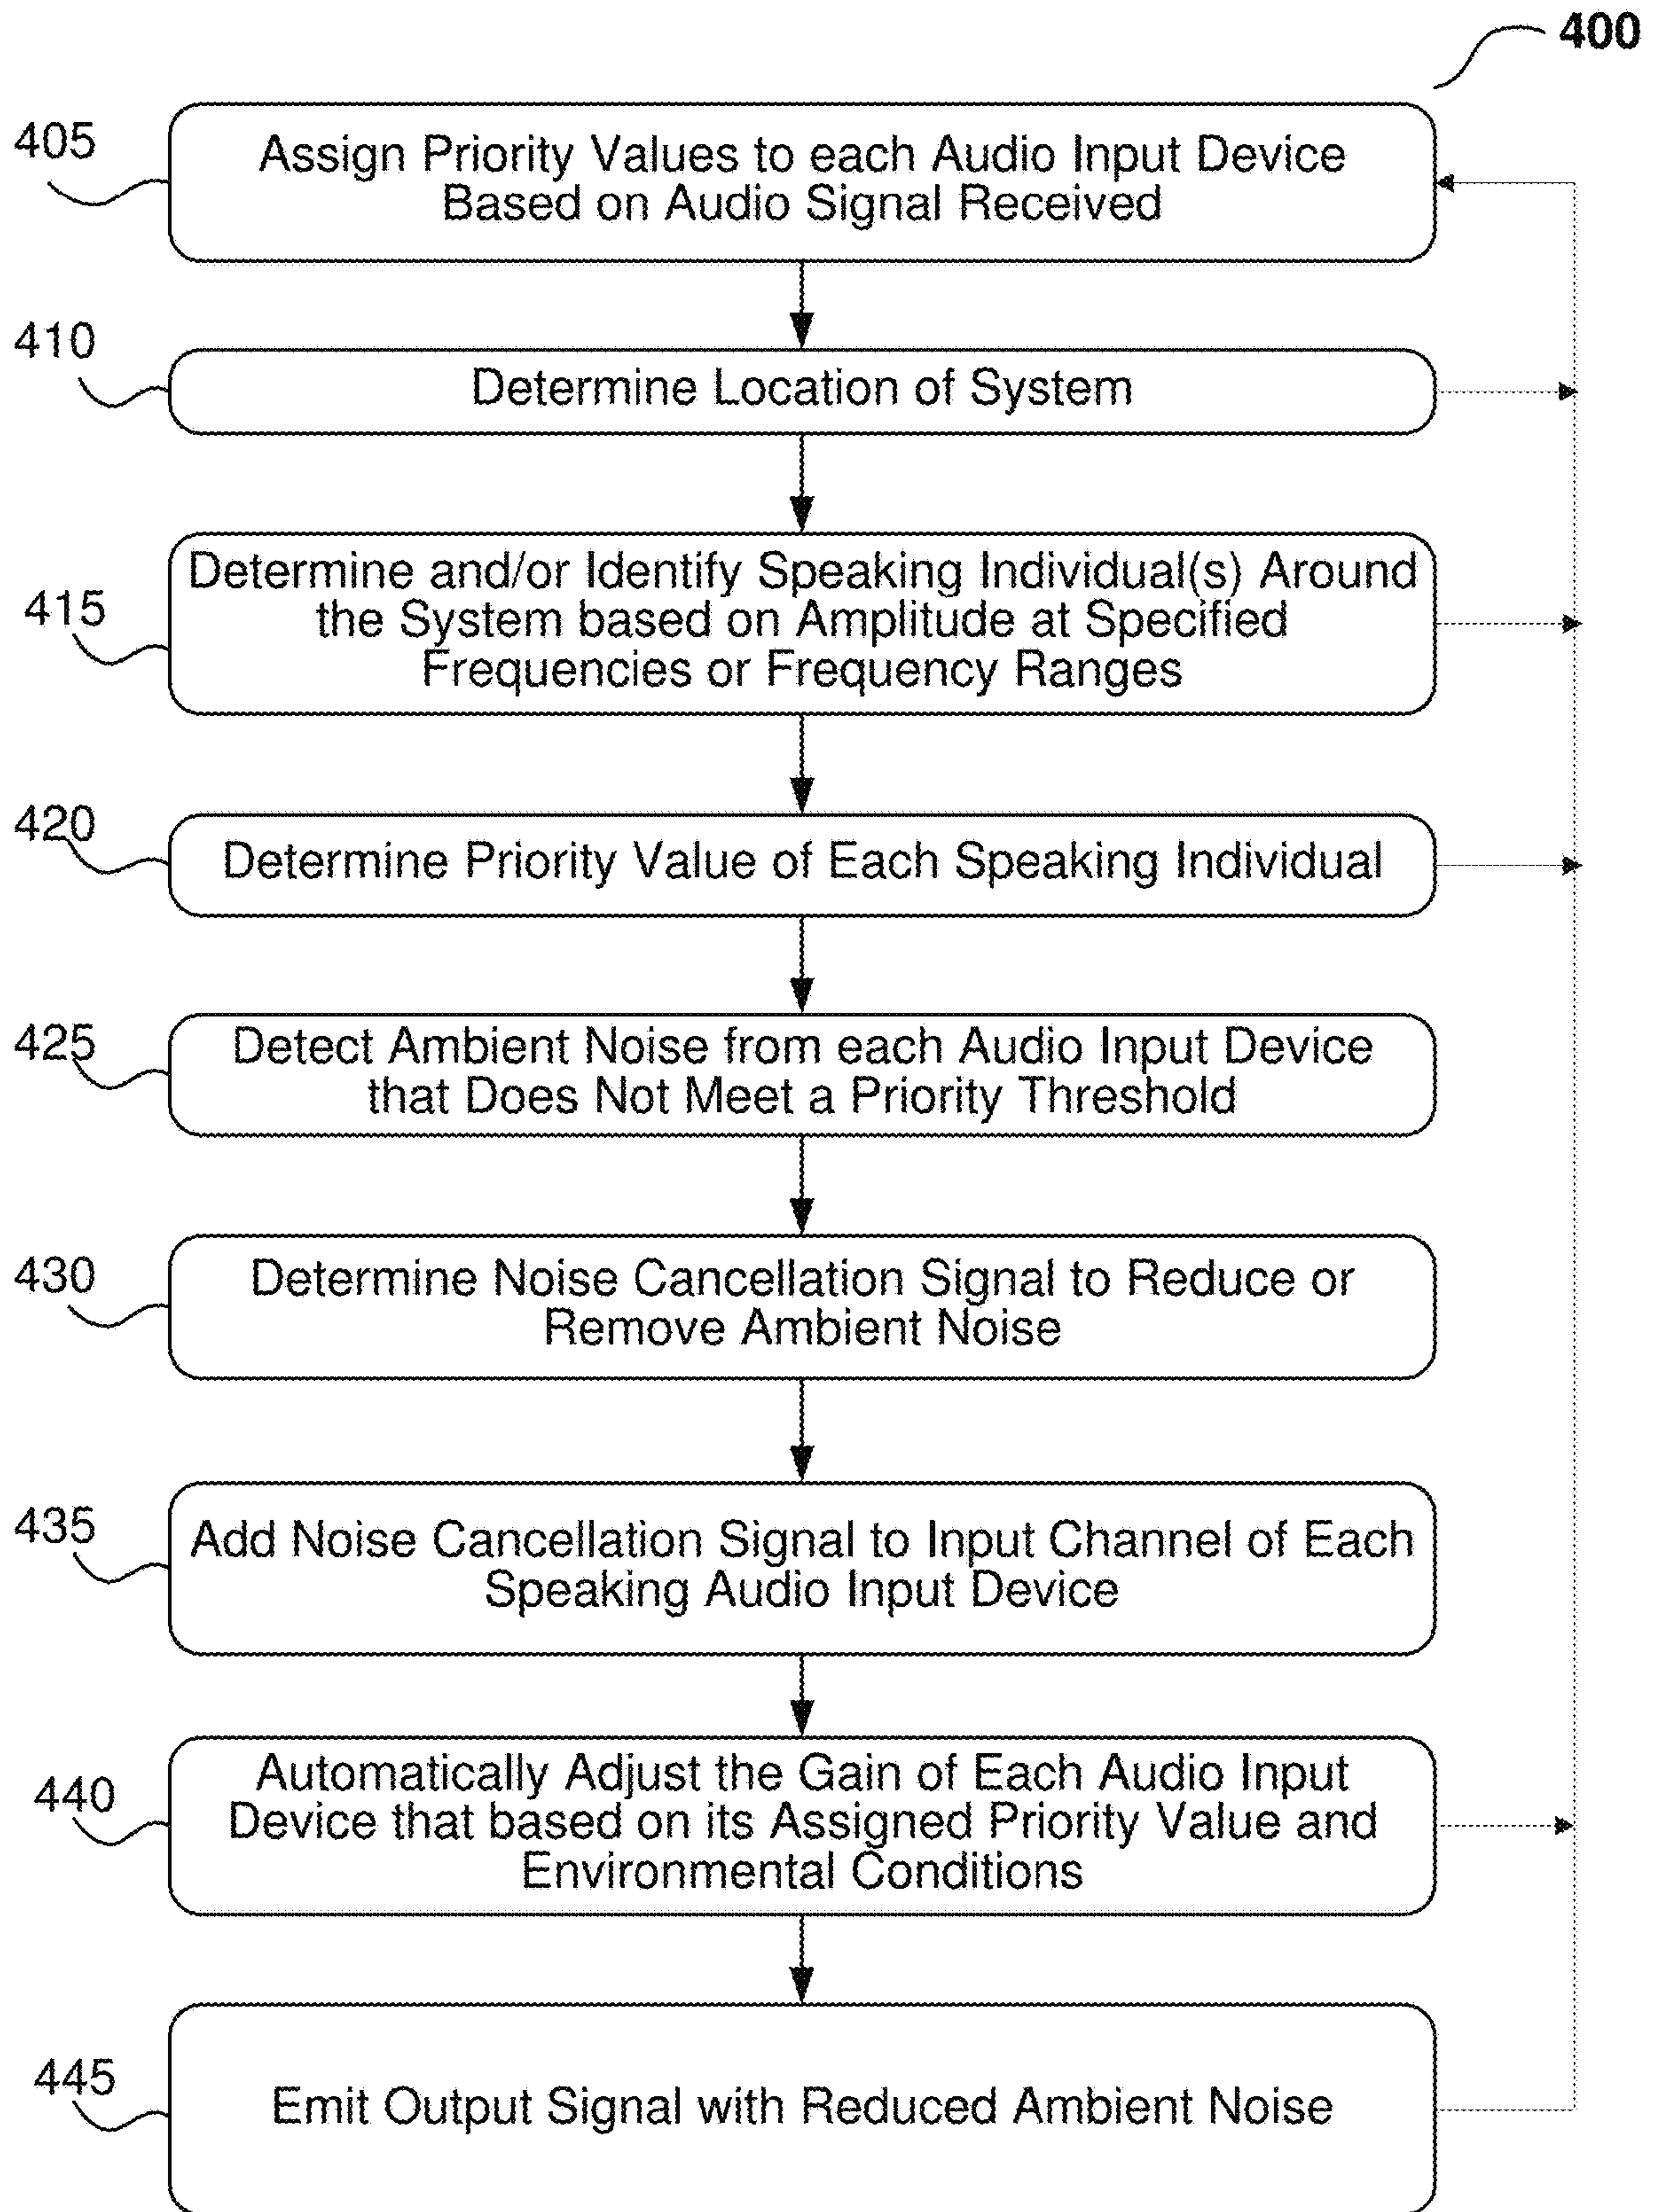 400
405
Assign Priority Values to each Audio Input Device
Based on Audio Signal Received
410
Determine Location of System
415
Determine and/or Identify Speaking Individual(s) Around
the System based on Amplitude at Specified
Frequencies or Frequency Ranges
420
Determine Priority Value of Each Speaking Individual
425
Detect Ambient Noise from each Audio Input Device
that Does Not Meet a Priority Threshold
430
Determine Noise Cancellation Signal to Reduce or
Remove Ambient Noise
435
Add Noise Cancellation Signal to Input Channel of Each
Speaking Audio Input Device
440
Automatically Adjust the Gain of Each Audio Input
Device that based on its Assigned Priority Value and
Environmental Conditions
445
Emit Output Signal with Reduced Ambient Noise